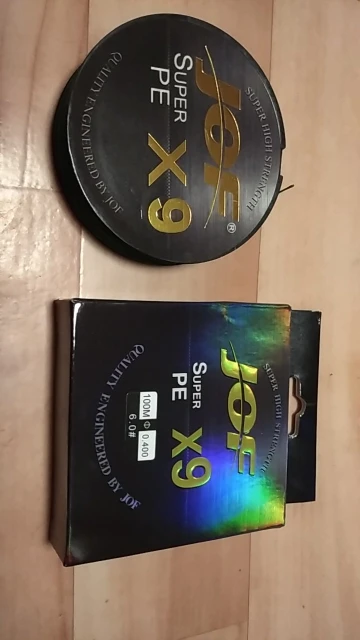 SUPER HIGH STRENGTH
JOF®
SUPER
PE
X9
QUALITY ENGINEERED BY JOF
SUPER HIGH STRENGTH
JOF
SUPER
PE
X9
100M Φ 0.400
6.0#
QUALITY ENGINEERED BY JOF